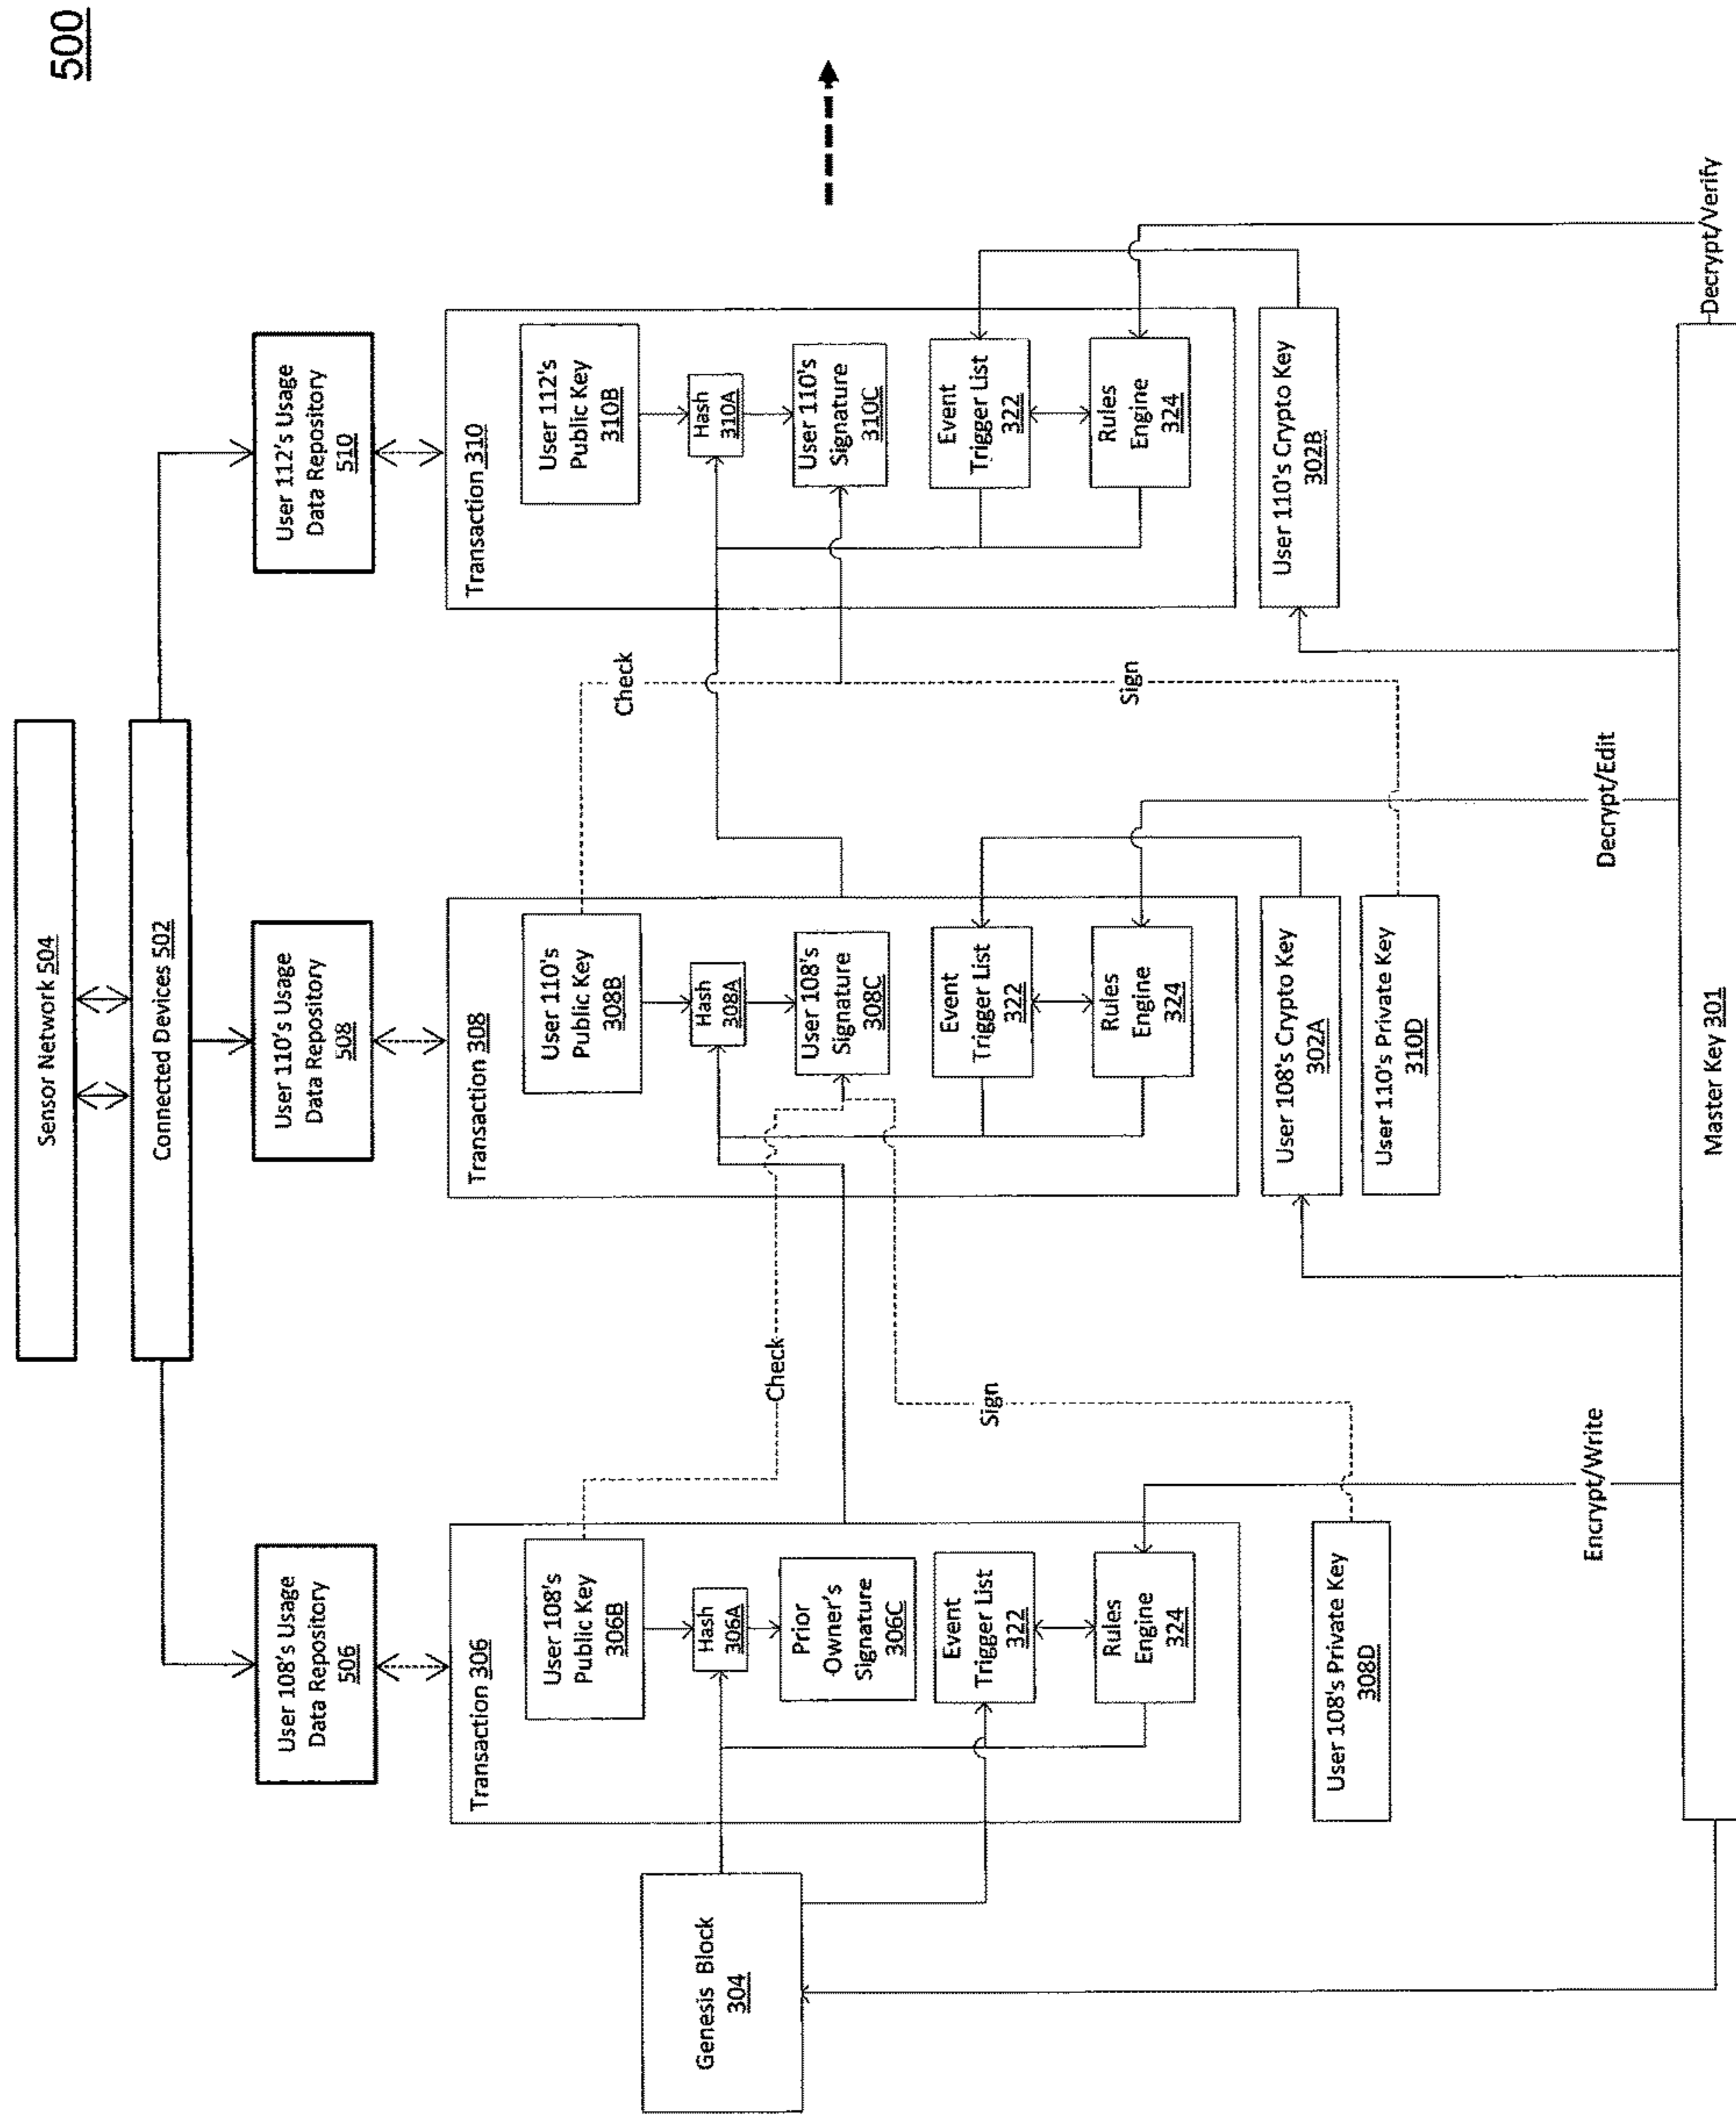 500
Sensor Network 504
Connected Devices 502
User 108's Usage
Data Repository
506
User 110's Usage
Data Repository
508
User 112's Usage
Data Repository
510
Transaction 306
User 108's
Public Key
306B
Hash
306A
Prior
Owner's
Signature
306C
Event
Trigger List
322
Rules
Engine
324
Transaction 308
User 110's
Public Key
308B
Hash
308A
User 108's
Signature
308C
Event
Trigger List
322
Rules
Engine
324
Transaction 310
User 112's
Public Key
310B
Hash
310A
User 110's
Signature
310C
Event
Trigger List
322
Rules
Engine
324
Genesis Block
304
Check
Sign
Check
Sign
User 108's Private Key
308D
User 108's Crypto Key
302A
User 110's Private Key
310D
User 110's Crypto Key
302B
Encrypt/Write
Decrypt/Edit
Decrypt/Verify
Master Key 301